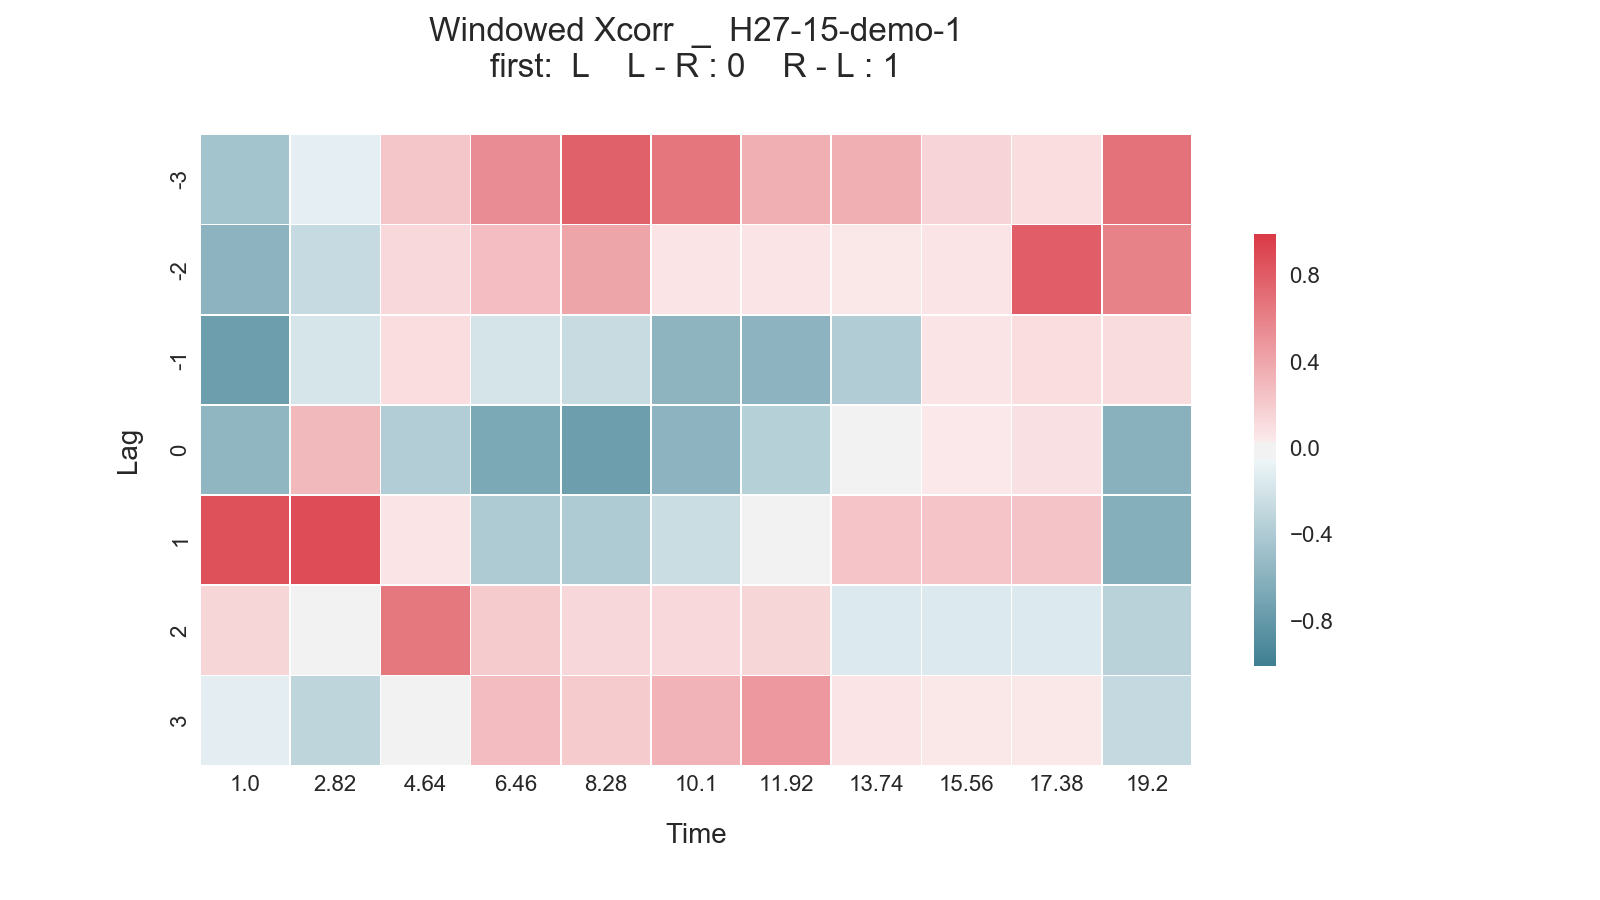 Windowed Xcorr _ H27-15-demo-1
first: L L - R : 0 R - L : 1
-3
-2
-1
0
1
2
3
Lag
1.0 2.82 4.64 6.46 8.28 10.1 11.92 13.74 15.56 17.38 19.2
Time
0.8
0.4
0.0
−0.4
−0.8